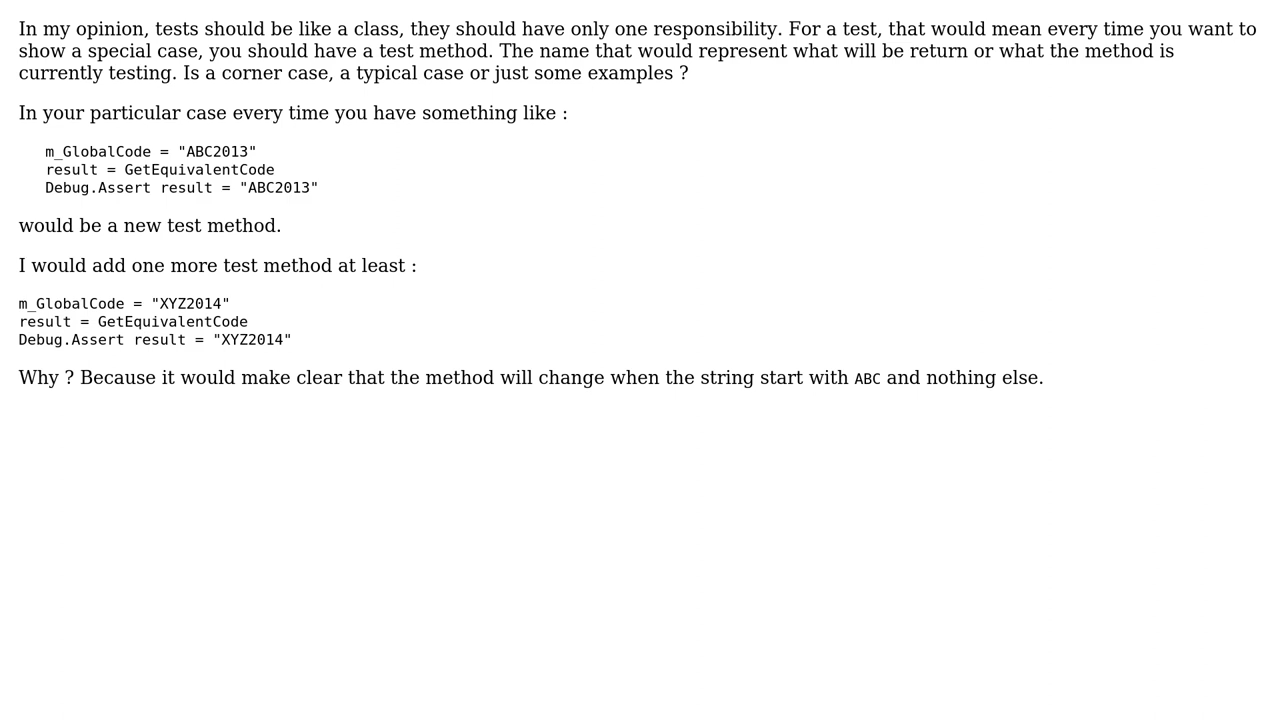 In my opinion, tests should be like a class, they should have only one responsibility. For a test, that would mean every time you want to
show a special case, you should have a test method. The name that would represent what will be return or what the method is
currently testing. Is a corner case, a typical case or just some examples ?
In your particular case every time you have something like :
m_GlobalCode = "ABC2013"
result = GetEquivalentCode
Debug.Assert result = "ABC2013"
would be a new test method.
I would add one more test method at least :
m_GlobalCode = "XYZ2014"
result = GetEquivalentCode
Debug.Assert result = "XYZ2014"
Why ? Because it would make clear that the method will change when the string start with ABC and nothing else.